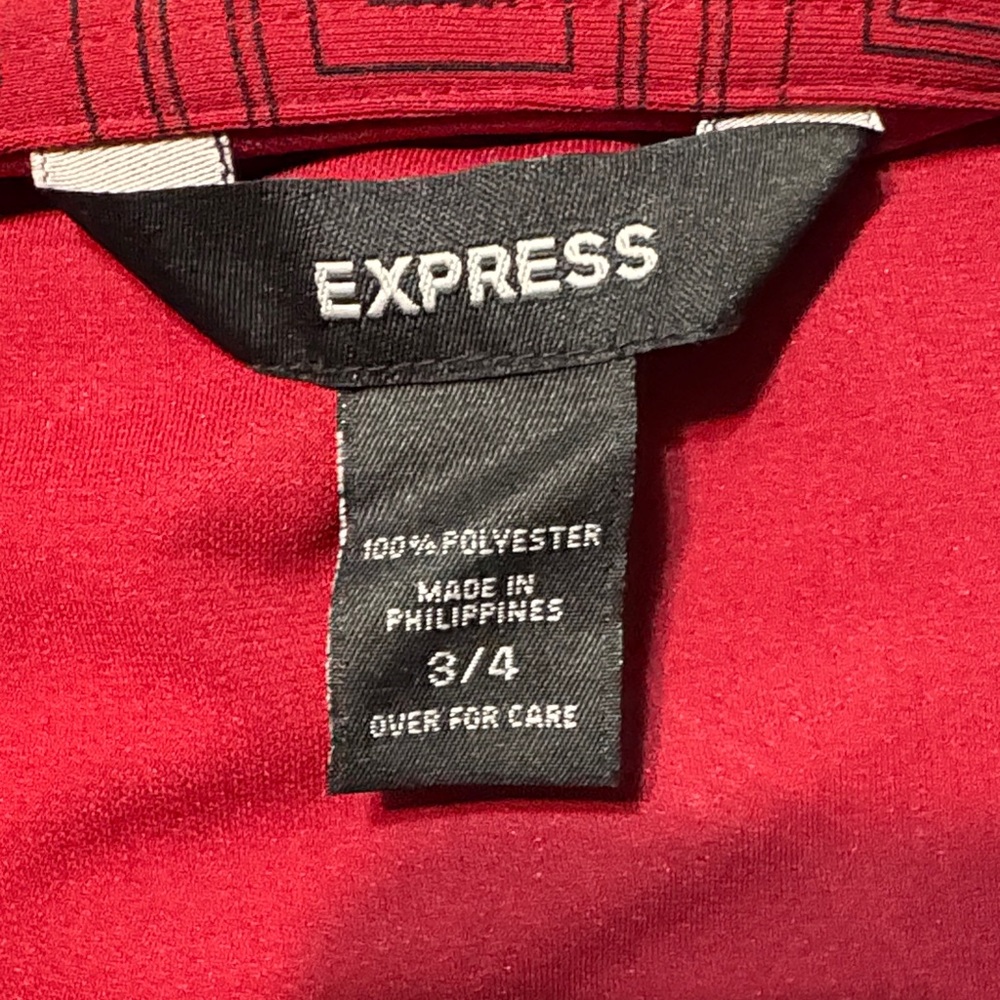 EXPRESS
100% POLYESTER
MADE IN
PHILIPPINES
3/4
OVER FOR CARE